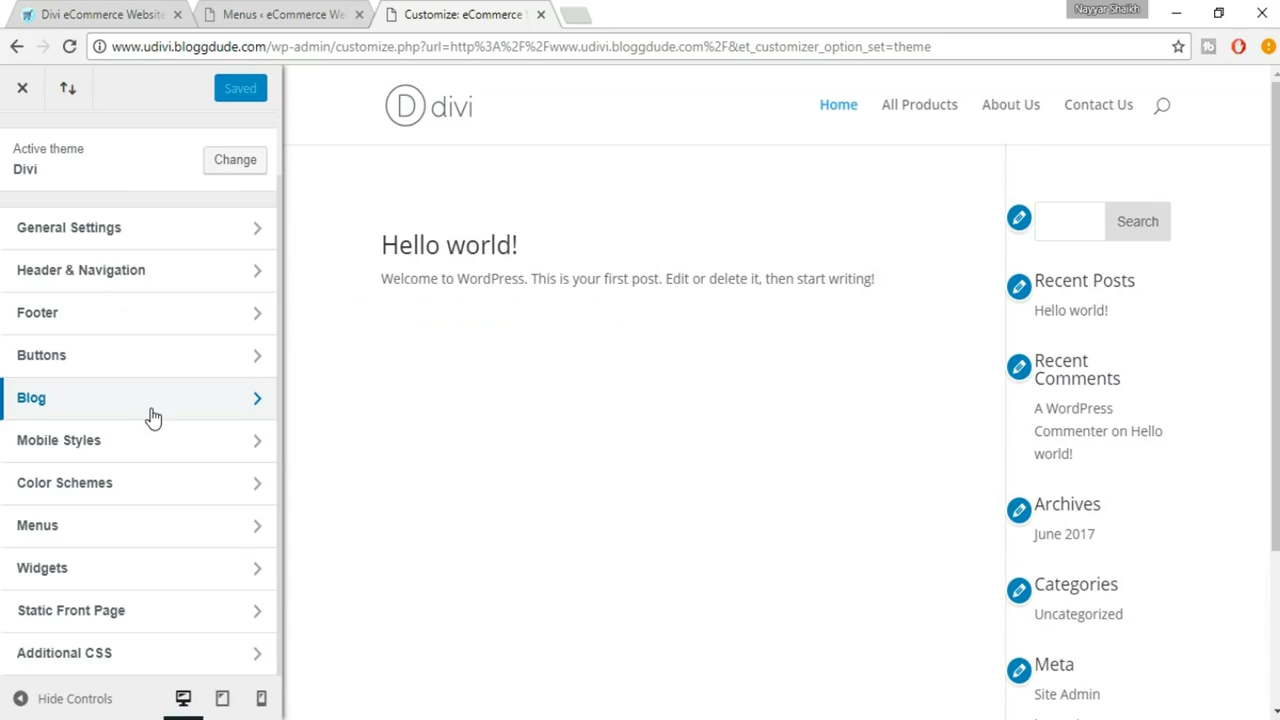 Divi eCommerce Website
Menus ‹ eCommerce We
Customize: eCommerce
Nayyar Shaikh
www.udivi.bloggdude.com/wp-admin/customize.php?url=http%3A%2F%2Fwww.udivi.bloggdude.com%2F&et_customizer_option_set=theme
Saved
Active theme
Divi
Change
General Settings
Header & Navigation
Footer
Buttons
Blog
Mobile Styles
Color Schemes
Menus
Widgets
Static Front Page
Additional CSS
Hide Controls
D divi
Home All Products About Us Contact Us
Hello world!
Welcome to WordPress. This is your first post. Edit or delete it, then start writing!
Search
Recent Posts
Hello world!
Recent
Comments
A WordPress
Commenter on Hello
world!
Archives
June 2017
Categories
Uncategorized
Meta
Site Admin